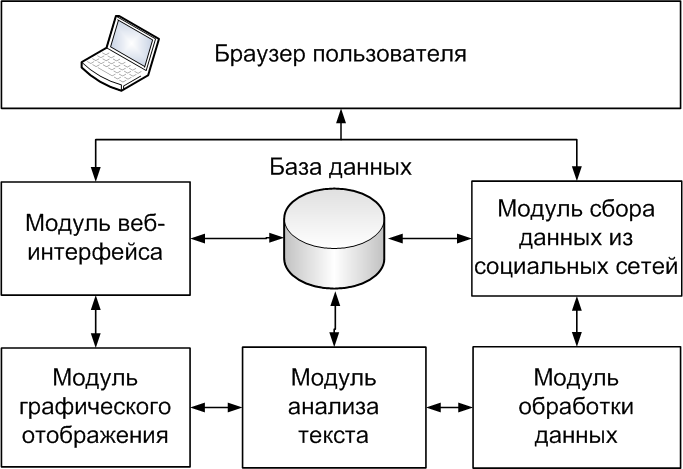 Браузер пользователя
База данных
Модуль веб-
интерфейса
Модуль сбора
данных из
социальных сетей
Модуль
графического
отображения
Модуль
анализа
текста
Модуль
обработки
данных